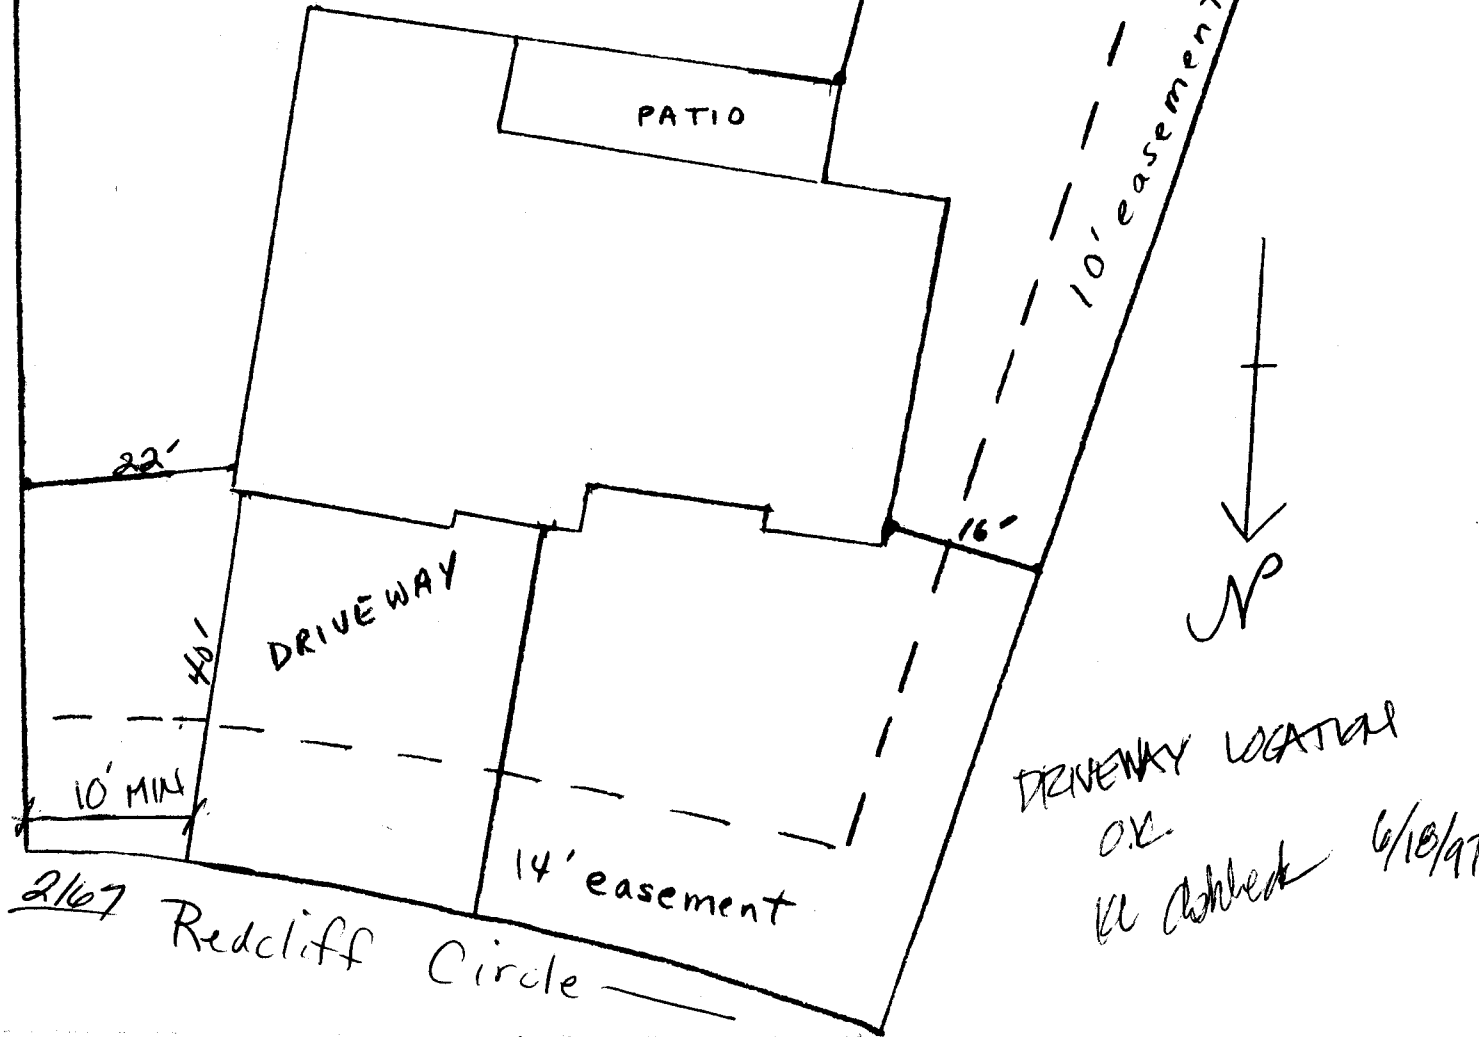 PATIO
10' easement
22'
16'
N
DRIVEWAY
40'
10' MIN
14' easement
2167 Redcliff Circle
DRIVEWAY LOCATION
O.K.
6/18/97